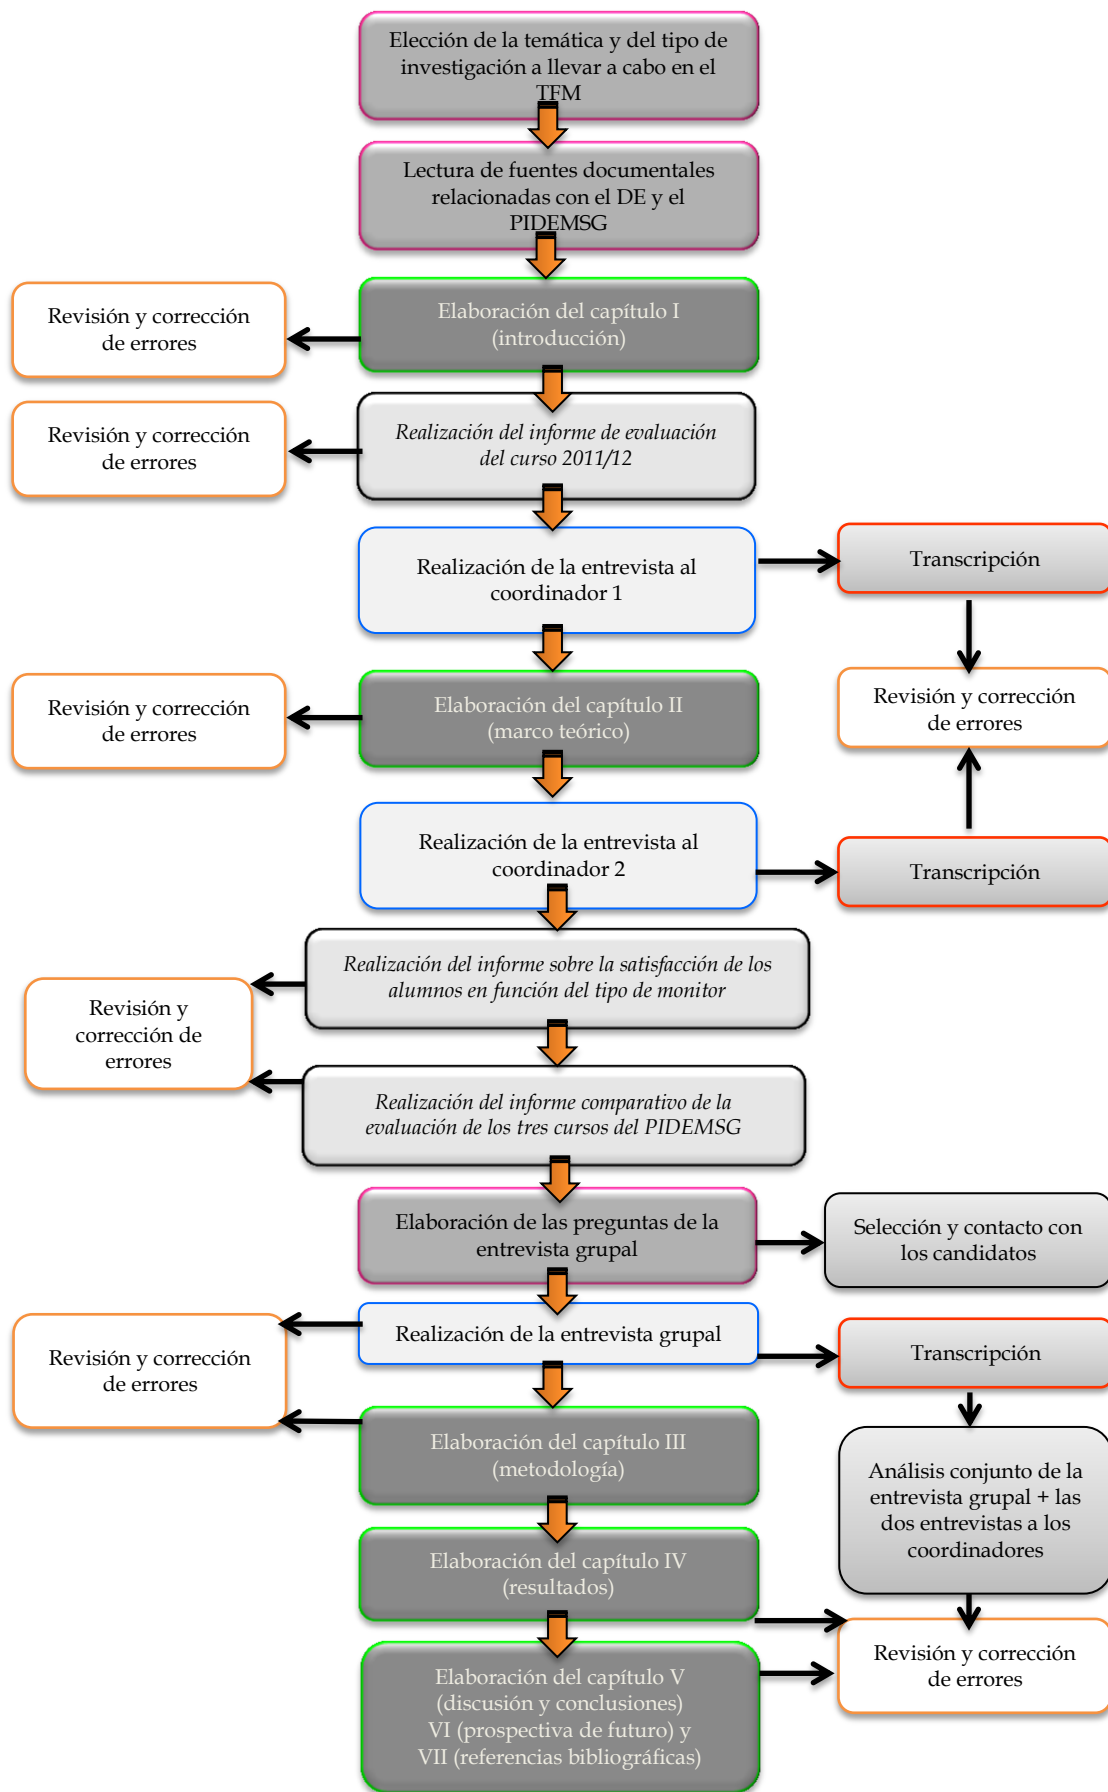 Elección de la temática y del tipo de
investigación a llevar a cabo en el
TFM
Lectura de fuentes documentales
relacionadas con el DE y el
PIDEMSG
Elaboración del capítulo I
(introducción)
Revisión y corrección
de errores
Realización del informe de evaluación
del curso 2011/12
Revisión y corrección
de errores
Realización de la entrevista al
coordinador 1
Transcripción
Revisión y corrección
de errores
Elaboración del capítulo II
(marco teórico)
Revisión y corrección
de errores
Realización de la entrevista al
coordinador 2
Transcripción
Realización del informe sobre la satisfacción de los
alumnos en función del tipo de monitor
Revisión y
corrección de
errores
Realización del informe comparativo de la
evaluación de los tres cursos del PIDEMSG
Elaboración de las preguntas de la
entrevista grupal
Selección y contacto con
los candidatos
Realización de la entrevista grupal
Revisión y corrección
de errores
Transcripción
Elaboración del capítulo III
(metodología)
Análisis conjunto de la
entrevista grupal + las
dos entrevistas a los
coordinadores
Elaboración del capítulo IV
(resultados)
Revisión y corrección
de errores
Elaboración del capítulo V
(discusión y conclusiones)
VI (prospectiva de futuro) y
VII (referencias bibliográficas)